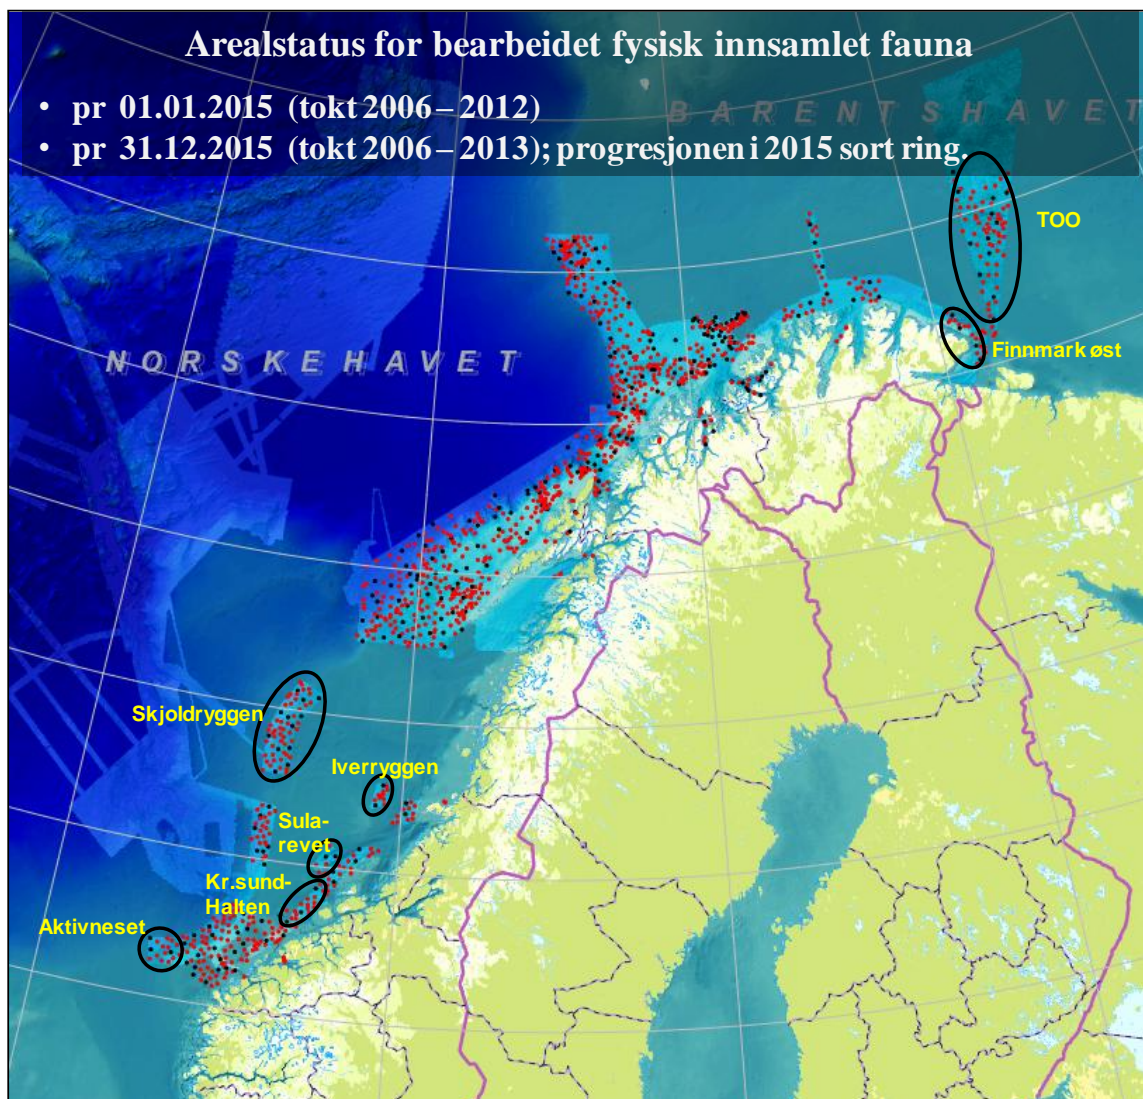 Arealstatus for bearbeidet fysisk innsamlet fauna
• pr 01.01.2015 (tokt 2006 – 2012)
• pr 31.12.2015 (tokt 2006 – 2013); progresjonen i 2015 sort ring.
BARENTSHAVET
TOO
NORSKEHAVET
Finnmark øst
Skjoldryggen
Iverryggen
Sula-
revet
Kr.sund-
Halten
Aktivneset